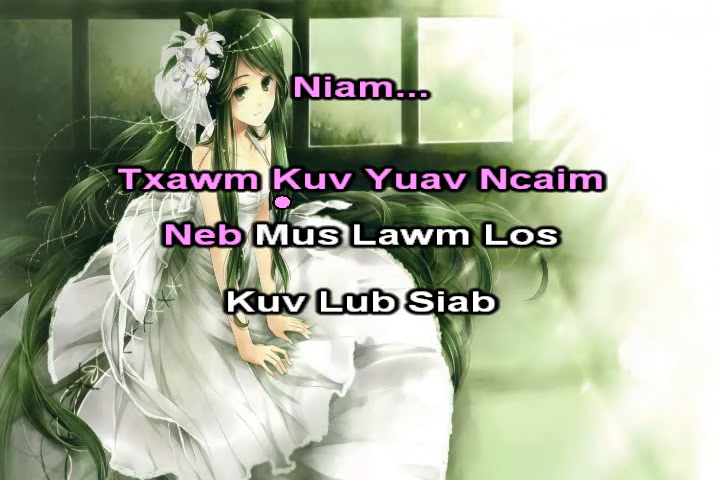 Niam...
Txawm Kuv Yuav Ncaim
Neb Mus Lawm Los
Kuv Lub Siab